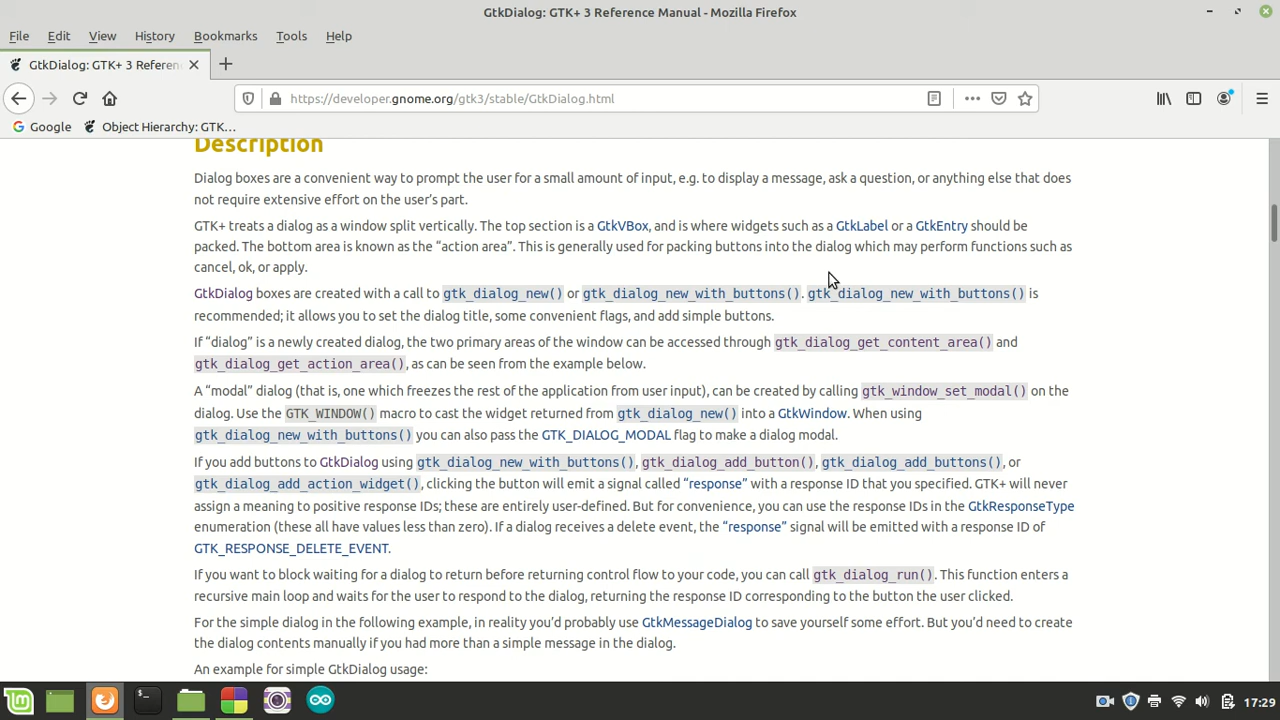 GtkDialog: GTK+ 3 Reference Manual - Mozilla Firefox
File Edit View History Bookmarks Tools Help
GtkDialog: GTK+ 3 Referen
https://developer.gnome.org/gtk3/stable/GtkDialog.html
Google Object Hierarchy: GTK...
Description
Dialog boxes are a convenient way to prompt the user for a small amount of input, e.g. to display a message, ask a question, or anything else that does
not require extensive effort on the user's part.
GTK+ treats a dialog as a window split vertically. The top section is a GtkVBox, and is where widgets such as a GtkLabel or a GtkEntry should be
packed. The bottom area is known as the “action area”. This is generally used for packing buttons into the dialog which may perform functions such as
cancel, ok, or apply.
GtkDialog boxes are created with a call to gtk_dialog_new() or gtk_dialog_new_with_buttons(). gtk_dialog_new_with_buttons() is
recommended; it allows you to set the dialog title, some convenient flags, and add simple buttons.
If “dialog” is a newly created dialog, the two primary areas of the window can be accessed through gtk_dialog_get_content_area() and
gtk_dialog_get_action_area(), as can be seen from the example below.
A “modal” dialog (that is, one which freezes the rest of the application from user input), can be created by calling gtk_window_set_modal() on the
dialog. Use the GTK_WINDOW() macro to cast the widget returned from gtk_dialog_new() into a GtkWindow. When using
gtk_dialog_new_with_buttons() you can also pass the GTK_DIALOG_MODAL flag to make a dialog modal.
If you add buttons to GtkDialog using gtk_dialog_new_with_buttons(), gtk_dialog_add_button(), gtk_dialog_add_buttons(), or
gtk_dialog_add_action_widget(), clicking the button will emit a signal called “response” with a response ID that you specified. GTK+ will never
assign a meaning to positive response IDs; these are entirely user-defined. But for convenience, you can use the response IDs in the GtkResponseType
enumeration (these all have values less than zero). If a dialog receives a delete event, the “response” signal will be emitted with a response ID of
GTK_RESPONSE_DELETE_EVENT.
If you want to block waiting for a dialog to return before returning control flow to your code, you can call gtk_dialog_run(). This function enters a
recursive main loop and waits for the user to respond to the dialog, returning the response ID corresponding to the button the user clicked.
For the simple dialog in the following example, in reality you'd probably use GtkMessageDialog to save yourself some effort. But you'd need to create
the dialog contents manually if you had more than a simple message in the dialog.
An example for simple GtkDialog usage:
17:29